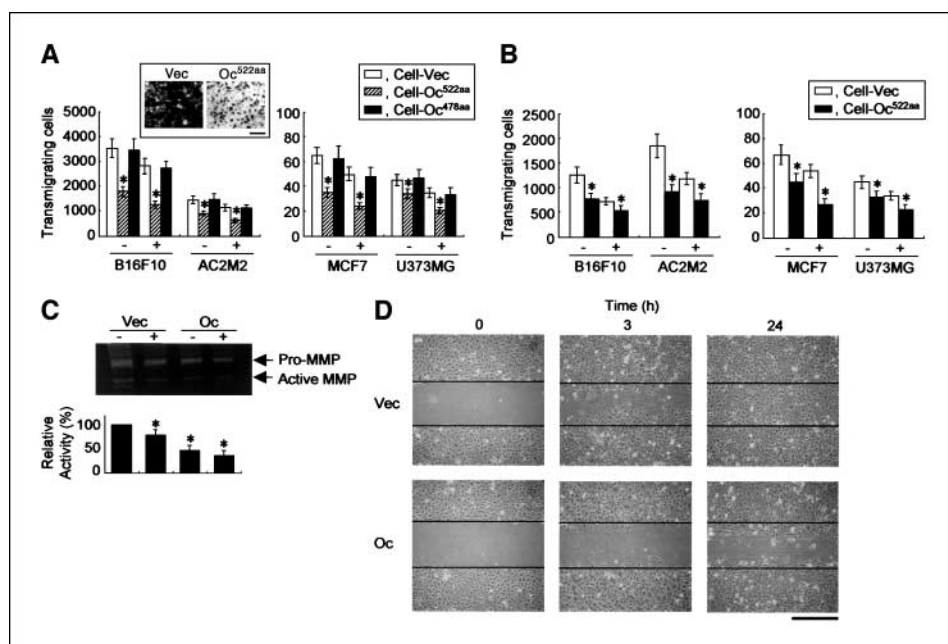 A
Vec Oc522aa
, Cell-Vec
, Cell-Oc522aa
, Cell-Oc478aa
Transmigrating cells
5000
4000
3000
2000
1000
0
* * * *
- + - +
B16F10 AC2M2
100
80
60
40
20
0
* * * *
- + - +
MCF7 U373MG
B
, Cell-Vec
, Cell-Oc522aa
Transmigrating cells
2500
2000
1500
1000
500
0
* * * *
- + - +
B16F10 AC2M2
100
80
60
40
20
0
* * * *
- + - +
MCF7 U373MG
C
Vec Oc
- + - +
Pro-MMP
Active MMP
Relative
Activity (%)
100
50
0
* * *
D
Time (h)
0 3 24
Vec
Oc